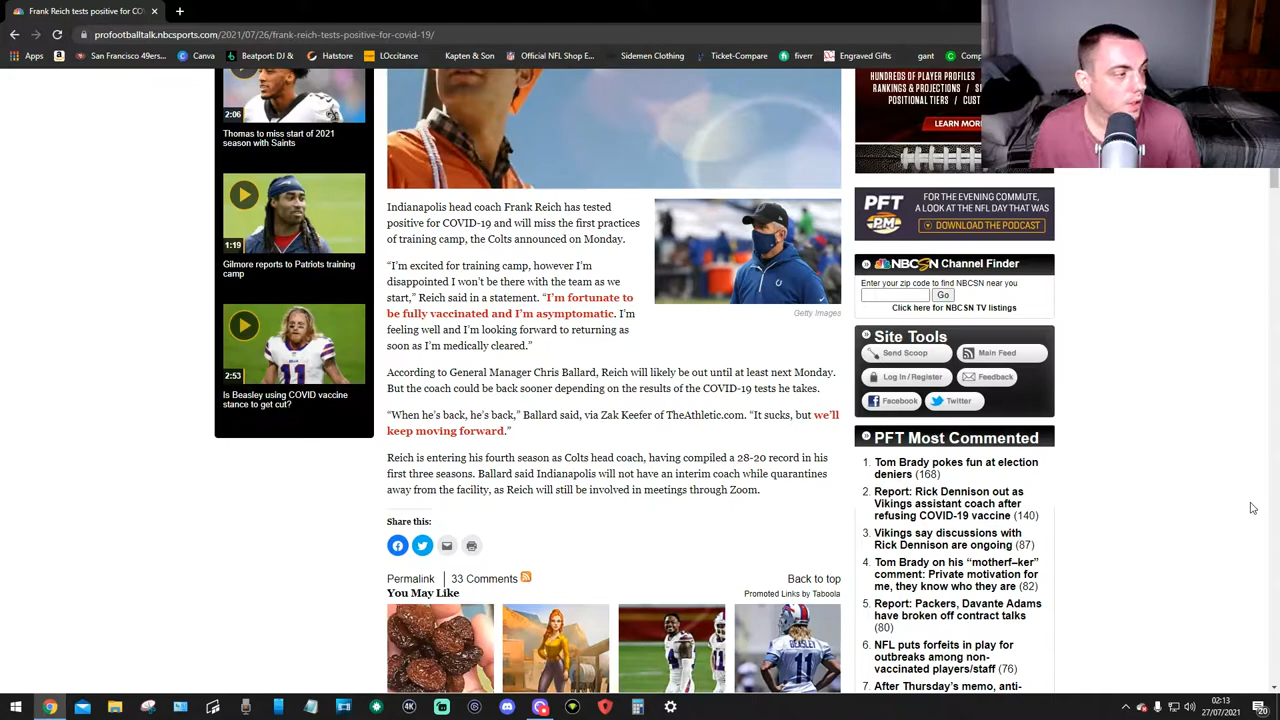 Frank Reich tests positive for COV
profootballtalk.nbcsports.com/2021/07/26/frank-reich-tests-positive-for-covid-19/
Apps
San Francisco 49ers...
Canva
Beatport: DJ &
Hatstore
LOccitance
Kapten & Son
Official NFL Shop E...
Sidemen Clothing
Ticket-Compare
fiverr
Engraved Gifts
gant
Comp
2:06
Thomas to miss start of 2021
season with Saints
1:19
Gilmore reports to Patriots training
camp
11
2:53
Is Beasley using COVID vaccine
stance to get cut?
Indianapolis head coach Frank Reich has tested
positive for COVID-19 and will miss the first practices
of training camp, the Colts announced on Monday.
“I’m excited for training camp, however I’m
disappointed I won’t be there with the team as we
start,” Reich said in a statement. “I’m fortunate to
be fully vaccinated and I’m asymptomatic. I’m
feeling well and I’m looking forward to returning as
soon as I’m medically cleared.”
Getty Images
According to General Manager Chris Ballard, Reich will likely be out until at least next Monday.
But the coach could be back sooner depending on the results of the COVID-19 tests he takes.
“When he’s back, he’s back,” Ballard said, via Zak Keefer of TheAthletic.com. “It sucks, but we’ll
keep moving forward.”
Reich is entering his fourth season as Colts head coach, having compiled a 28-20 record in his
first three seasons. Ballard said Indianapolis will not have an interim coach while quarantines
away from the facility, as Reich will still be involved in meetings through Zoom.
Share this:
Permalink
33 Comments
Back to top
You May Like
Promoted Links by Taboola
4
BEASLEY
11
HUNDREDS OF PLAYER PROFILES
RANKINGS & PROJECTIONS / S
POSITIONAL TIERS / CUST
LEARN MOR
PFT
PM
FOR THE EVENING COMMUTE,
A LOOK AT THE NFL DAY THAT WAS
DOWNLOAD THE PODCAST
NBCSN Channel Finder
Enter your zip code to find NBCSN near you
Go
Click here for NBCSN TV listings
Site Tools
Send Scoop
Main Feed
Log In / Register
Feedback
Facebook
Twitter
PFT Most Commented
1. Tom Brady pokes fun at election
deniers (168)
2. Report: Rick Dennison out as
Vikings assistant coach after
refusing COVID-19 vaccine (140)
3. Vikings say discussions with
Rick Dennison are ongoing (87)
4. Tom Brady on his “motherf–ker”
comment: Private motivation for
me, they know who they are (82)
5. Report: Packers, Davante Adams
have broken off contract talks
(80)
6. NFL puts forfeits in play for
outbreaks among non-
vaccinated players/staff (76)
7. After Thursday’s memo, anti-
4K
02:13
27/07/2021
20